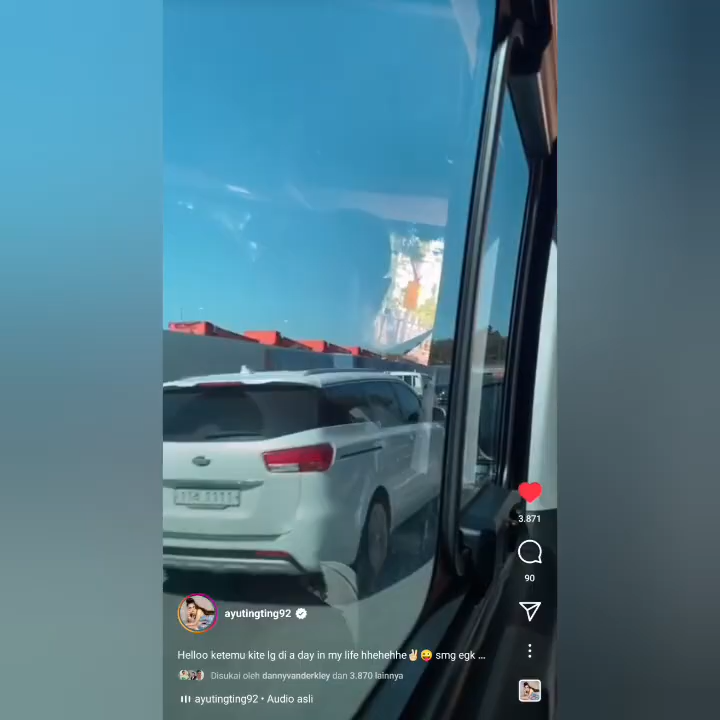 3.871
90
ayutingting92
Helloo ketemu kite lg di a day in my life hhehehhe✌🏻😜 smg egk ...
Disukai oleh dannyvanderkley dan 3.870 lainnya
ayutingting92 • Audio asli